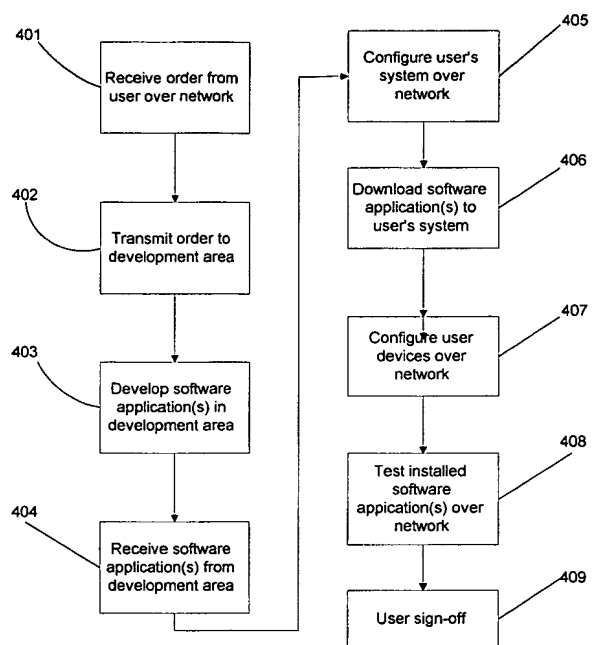 401
Receive order from
user over network
402
Transmit order to
development area
403
Develop software
application(s) in
development area
404
Receive software
application(s) from
development area
405
Configure user's
system over
network
406
Download software
application(s) to
user's system
407
Configure user
devices over
network
408
Test installed
software
apication(s) over
network
409
User sign-off